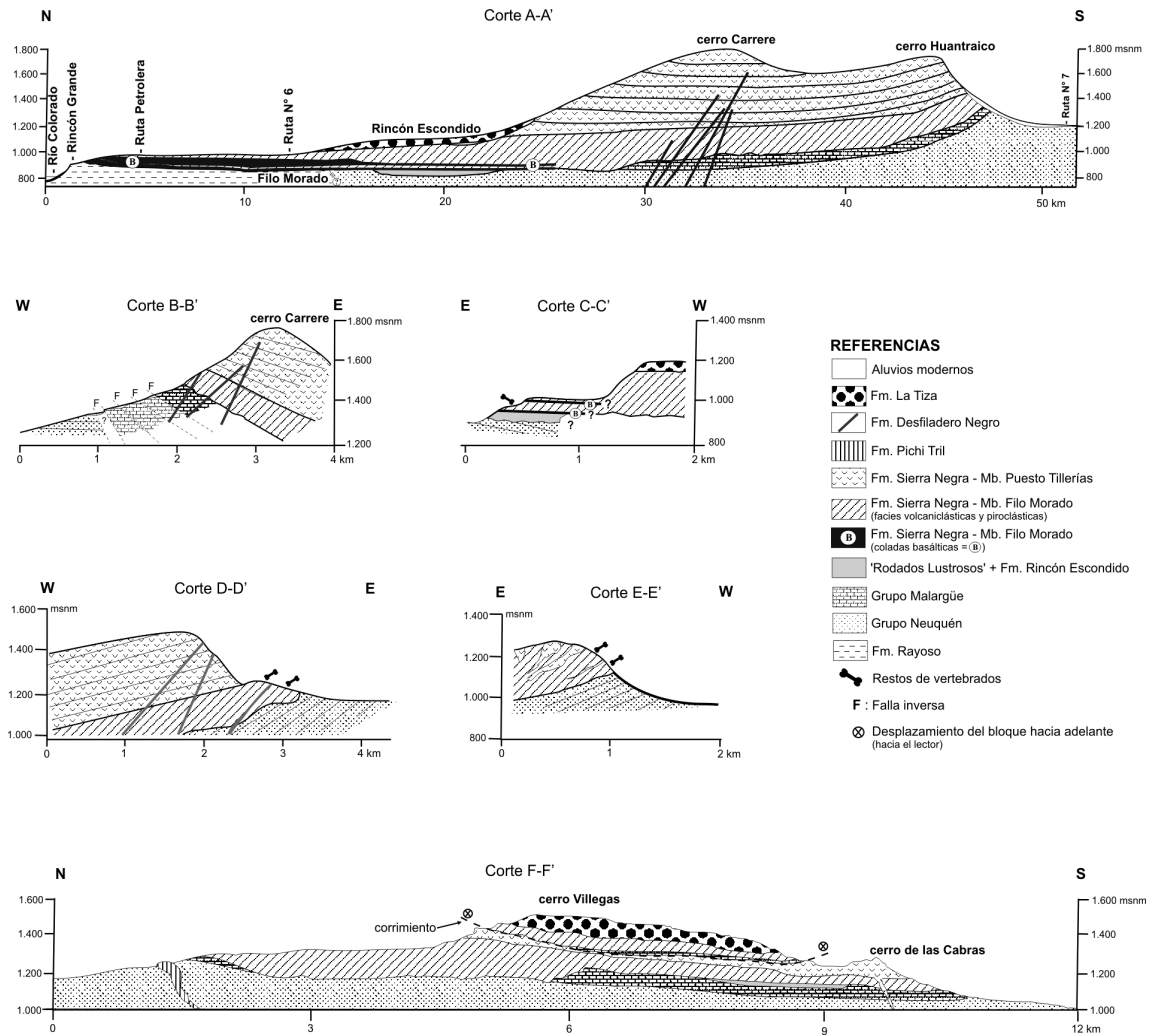 N
Corte A-A’
S
cerro Carrere
cerro Huantraico
1.800
1.600
1.400
1.200
1.000
800
1.800 msnm
1.600
1.400
1.200
1.000
800
Río Colorado
Rincón Grande
Ruta Petrolera
Ruta N° 6
Rincón Escondido
Ruta N° 7
B
B
Filo Morado
0
10
20
30
40
50 km
W
Corte B-B’
E
cerro Carrere
1.800 msnm
1.600
1.400
1.200
F
F
F
F
?
0
1
2
3
4 km
E
Corte C-C’
W
1.400 msnm
1.200
1.000
800
B
?
B
?
?
0
1
2 km
REFERENCIAS
Aluvios modernos
Fm. La Tiza
Fm. Desfiladero Negro
Fm. Pichi Tril
Fm. Sierra Negra - Mb. Puesto Tillerías
Fm. Sierra Negra - Mb. Filo Morado
(facies volcaniclásticas y piroclásticas)
B
Fm. Sierra Negra - Mb. Filo Morado
(coladas basálticas = B)
'Rodados Lustrosos' + Fm. Rincón Escondido
Grupo Malargüe
Grupo Neuquén
Fm. Rayoso
Restos de vertebrados
F : Falla inversa
Desplazamiento del bloque hacia adelante
(hacia el lector)
W
Corte D-D’
E
1.600
msnm
1.400
1.200
1.000
0
1
2
3
4 km
E
Corte E-E’
W
1.400
msnm
1.200
1.000
800
0
1
2 km
N
Corte F-F’
S
cerro Villegas
corrimiento
cerro de las Cabras
1.600
1.400
1.200
1.000
1.600 msnm
1.400
1.200
1.000
0
3
6
9
12 km